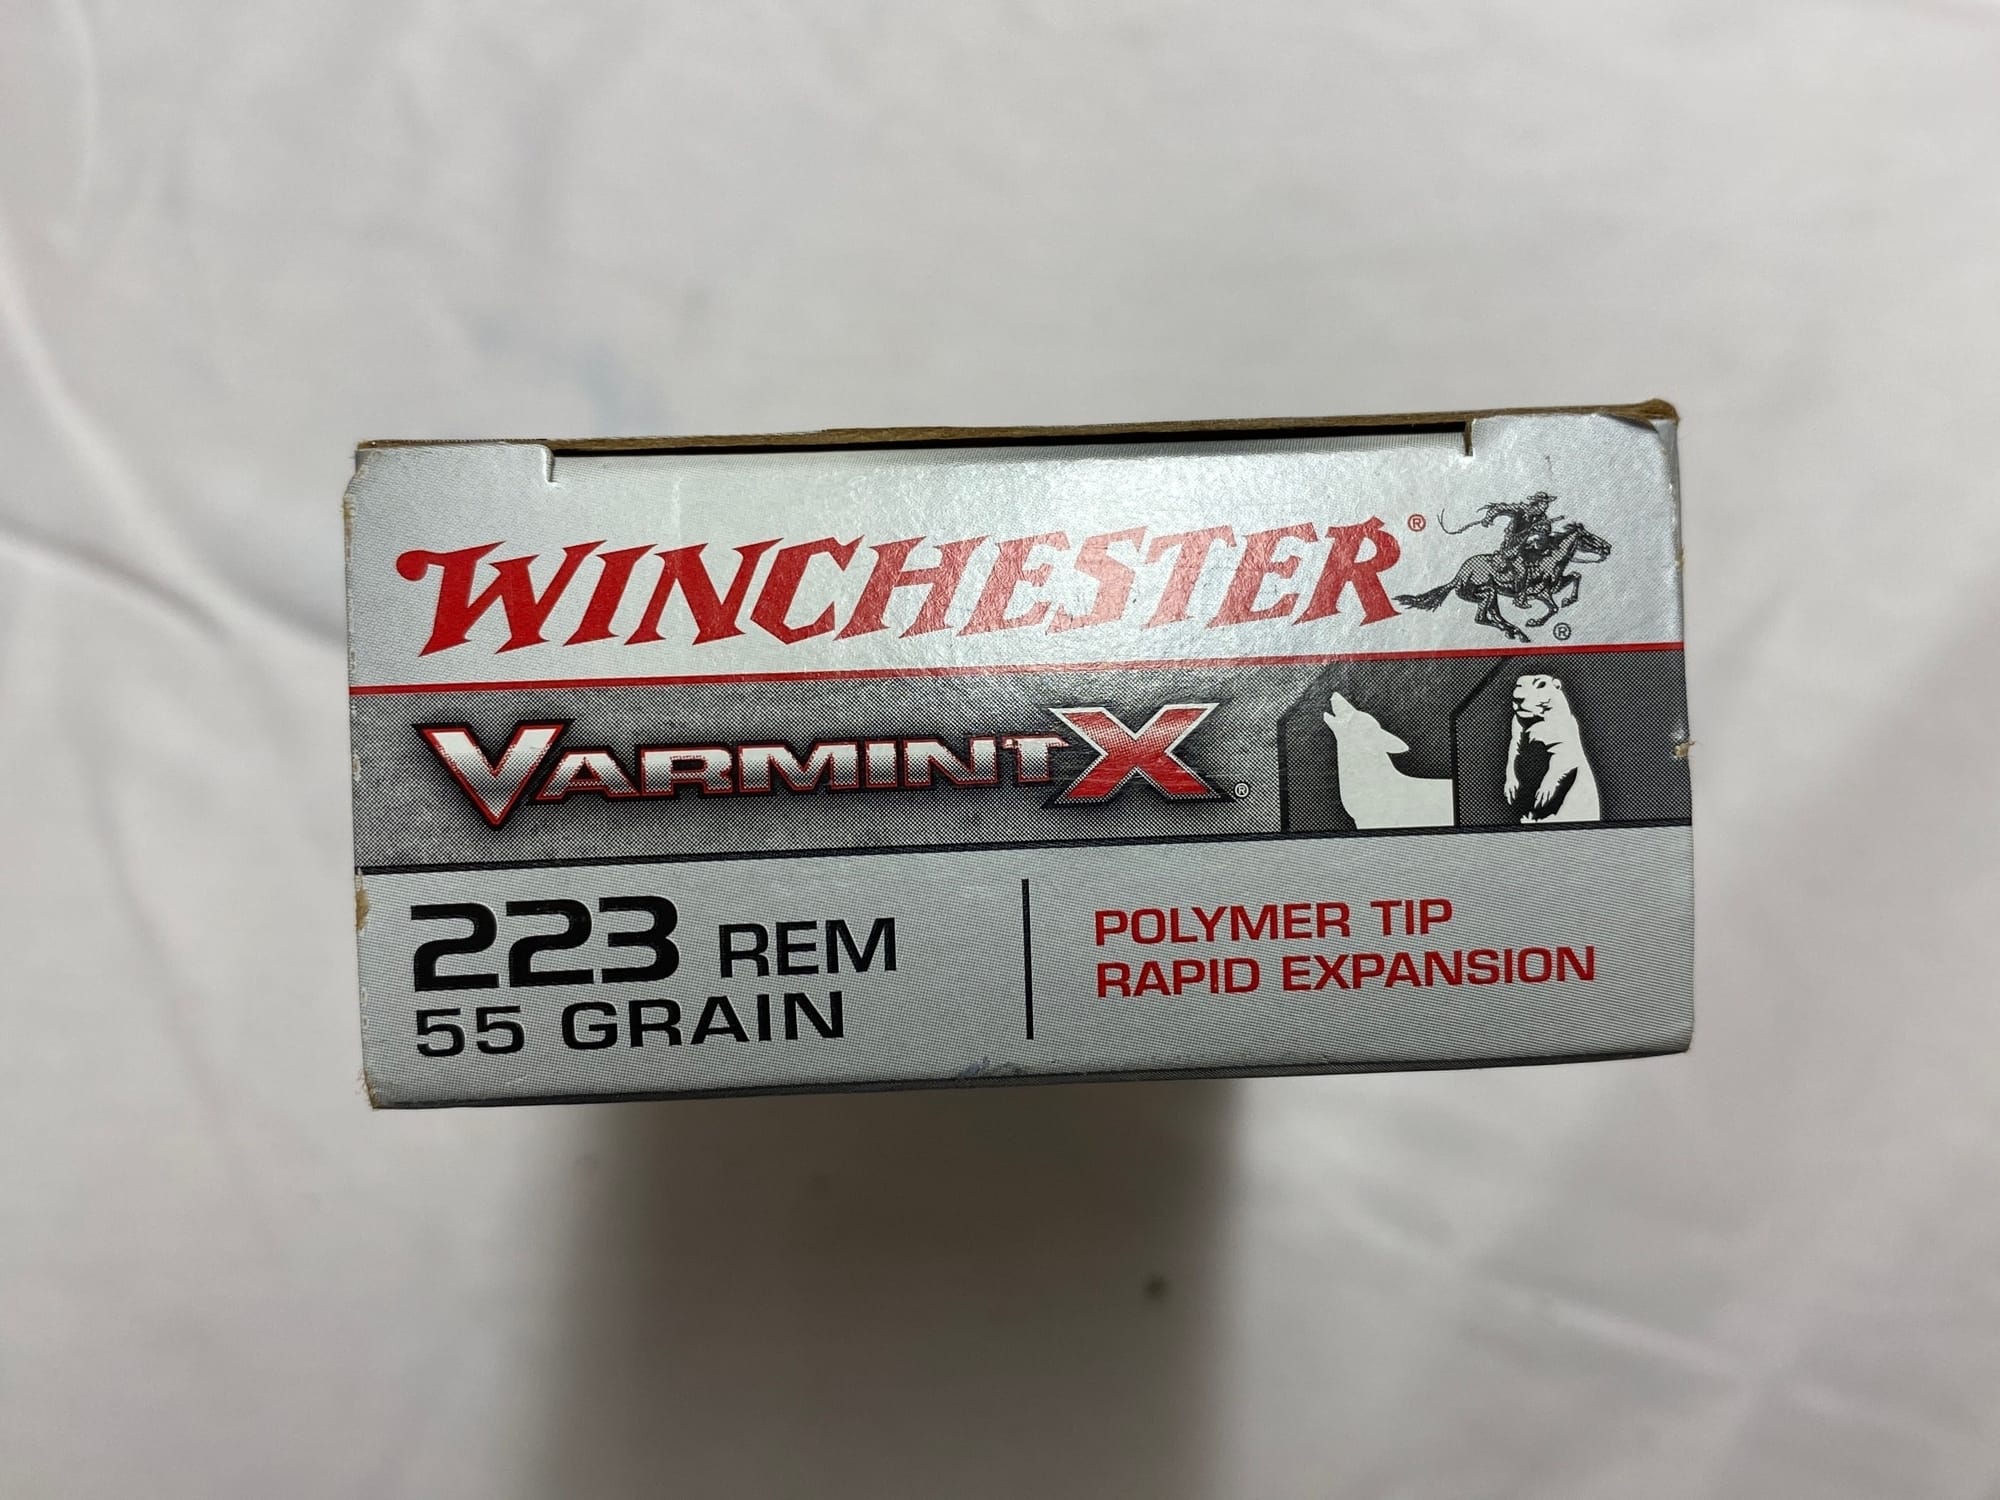 WINCHESTER®
®
VARMINT X®
223 REM
55 GRAIN
POLYMER TIP
RAPID EXPANSION